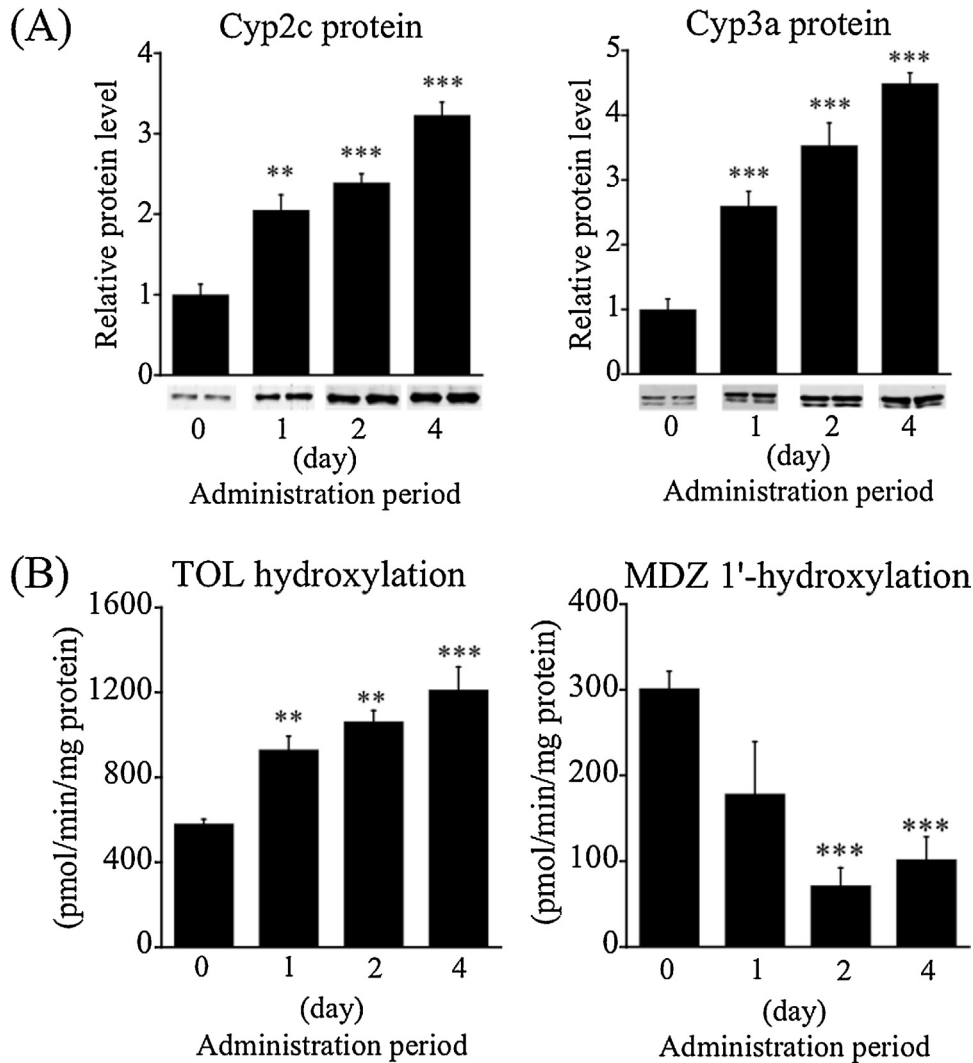 (A)
Cyp2c protein
Relative protein level
4
3
2
1
0
**
***
***
0 1 2 4
(day)
Administration period
Cyp3a protein
Relative protein level
5
4
3
2
1
0
***
***
***
0 1 2 4
(day)
Administration period
(B)
TOL hydroxylation
(pmol/min/mg protein)
1600
1200
800
400
0
**
**
***
0 1 2 4
(day)
Administration period
MDZ 1'-hydroxylation
(pmol/min/mg protein)
400
300
200
100
0
***
***
0 1 2 4
(day)
Administration period